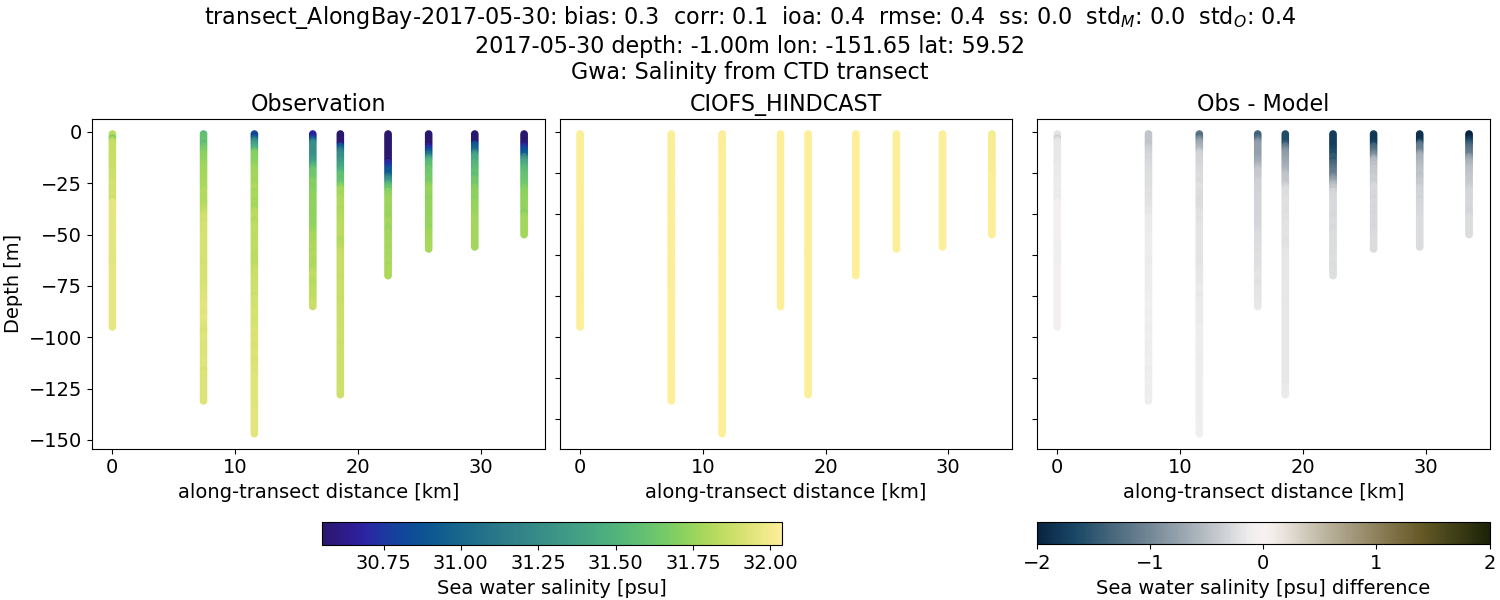 transect_AlongBay-2017-05-30: bias: 0.3  corr: 0.1  ioa: 0.4  rmse: 0.4  ss: 0.0  std_M: 0.0  std_O: 0.4
2017-05-30 depth: -1.00m lon: -151.65 lat: 59.52
Gwa: Salinity from CTD transect
Observation
CIOFS_HINDCAST
Obs - Model
Depth [m]
0
−25
−50
−75
−100
−125
−150
0 10 20 30
0 10 20 30
0 10 20 30
along-transect distance [km]
along-transect distance [km]
along-transect distance [km]
30.75 31.00 31.25 31.50 31.75 32.00
Sea water salinity [psu]
−2 −1 0 1 2
Sea water salinity [psu] difference